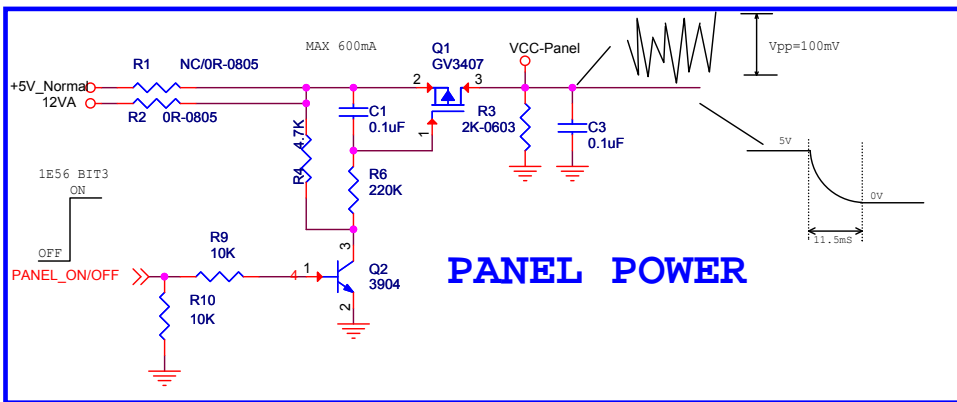 MAX 600mA
Vpp=100mV
R1 NC/0R-0805
Q1
GV3407
VCC-Panel
+5V_Normal
12VA
R2 0R-0805
2 3
1
C1
0.1uF
R3
2K-0603
C3
0.1uF
R4 4.7K
R6
220K
5V
0V
11.5mS
1E56 BIT3
ON
OFF
PANEL_ON/OFF
R9
10K
R10
10K
4 1
3
2
Q2
3904
PANEL POWER